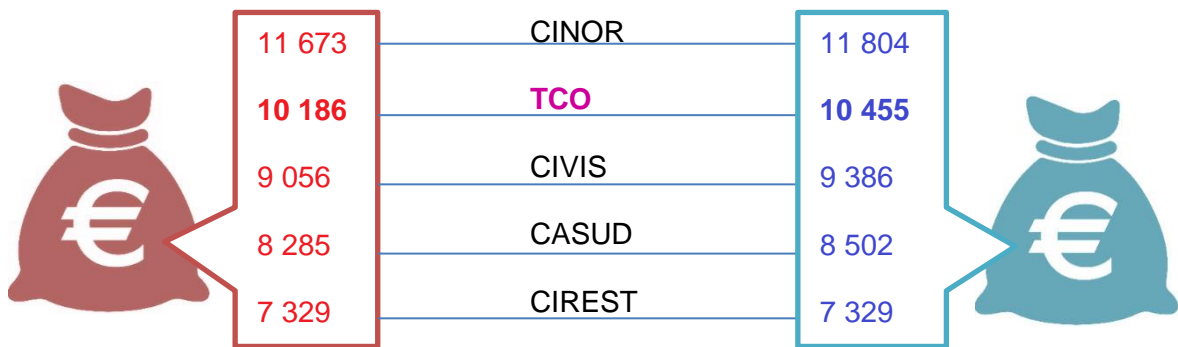 11 673 CINOR 11 804
10 186 TCO 10 455
€ 9 056 CIVIS 9 386 €
8 285 CASUD 8 502
7 329 CIREST 7 329